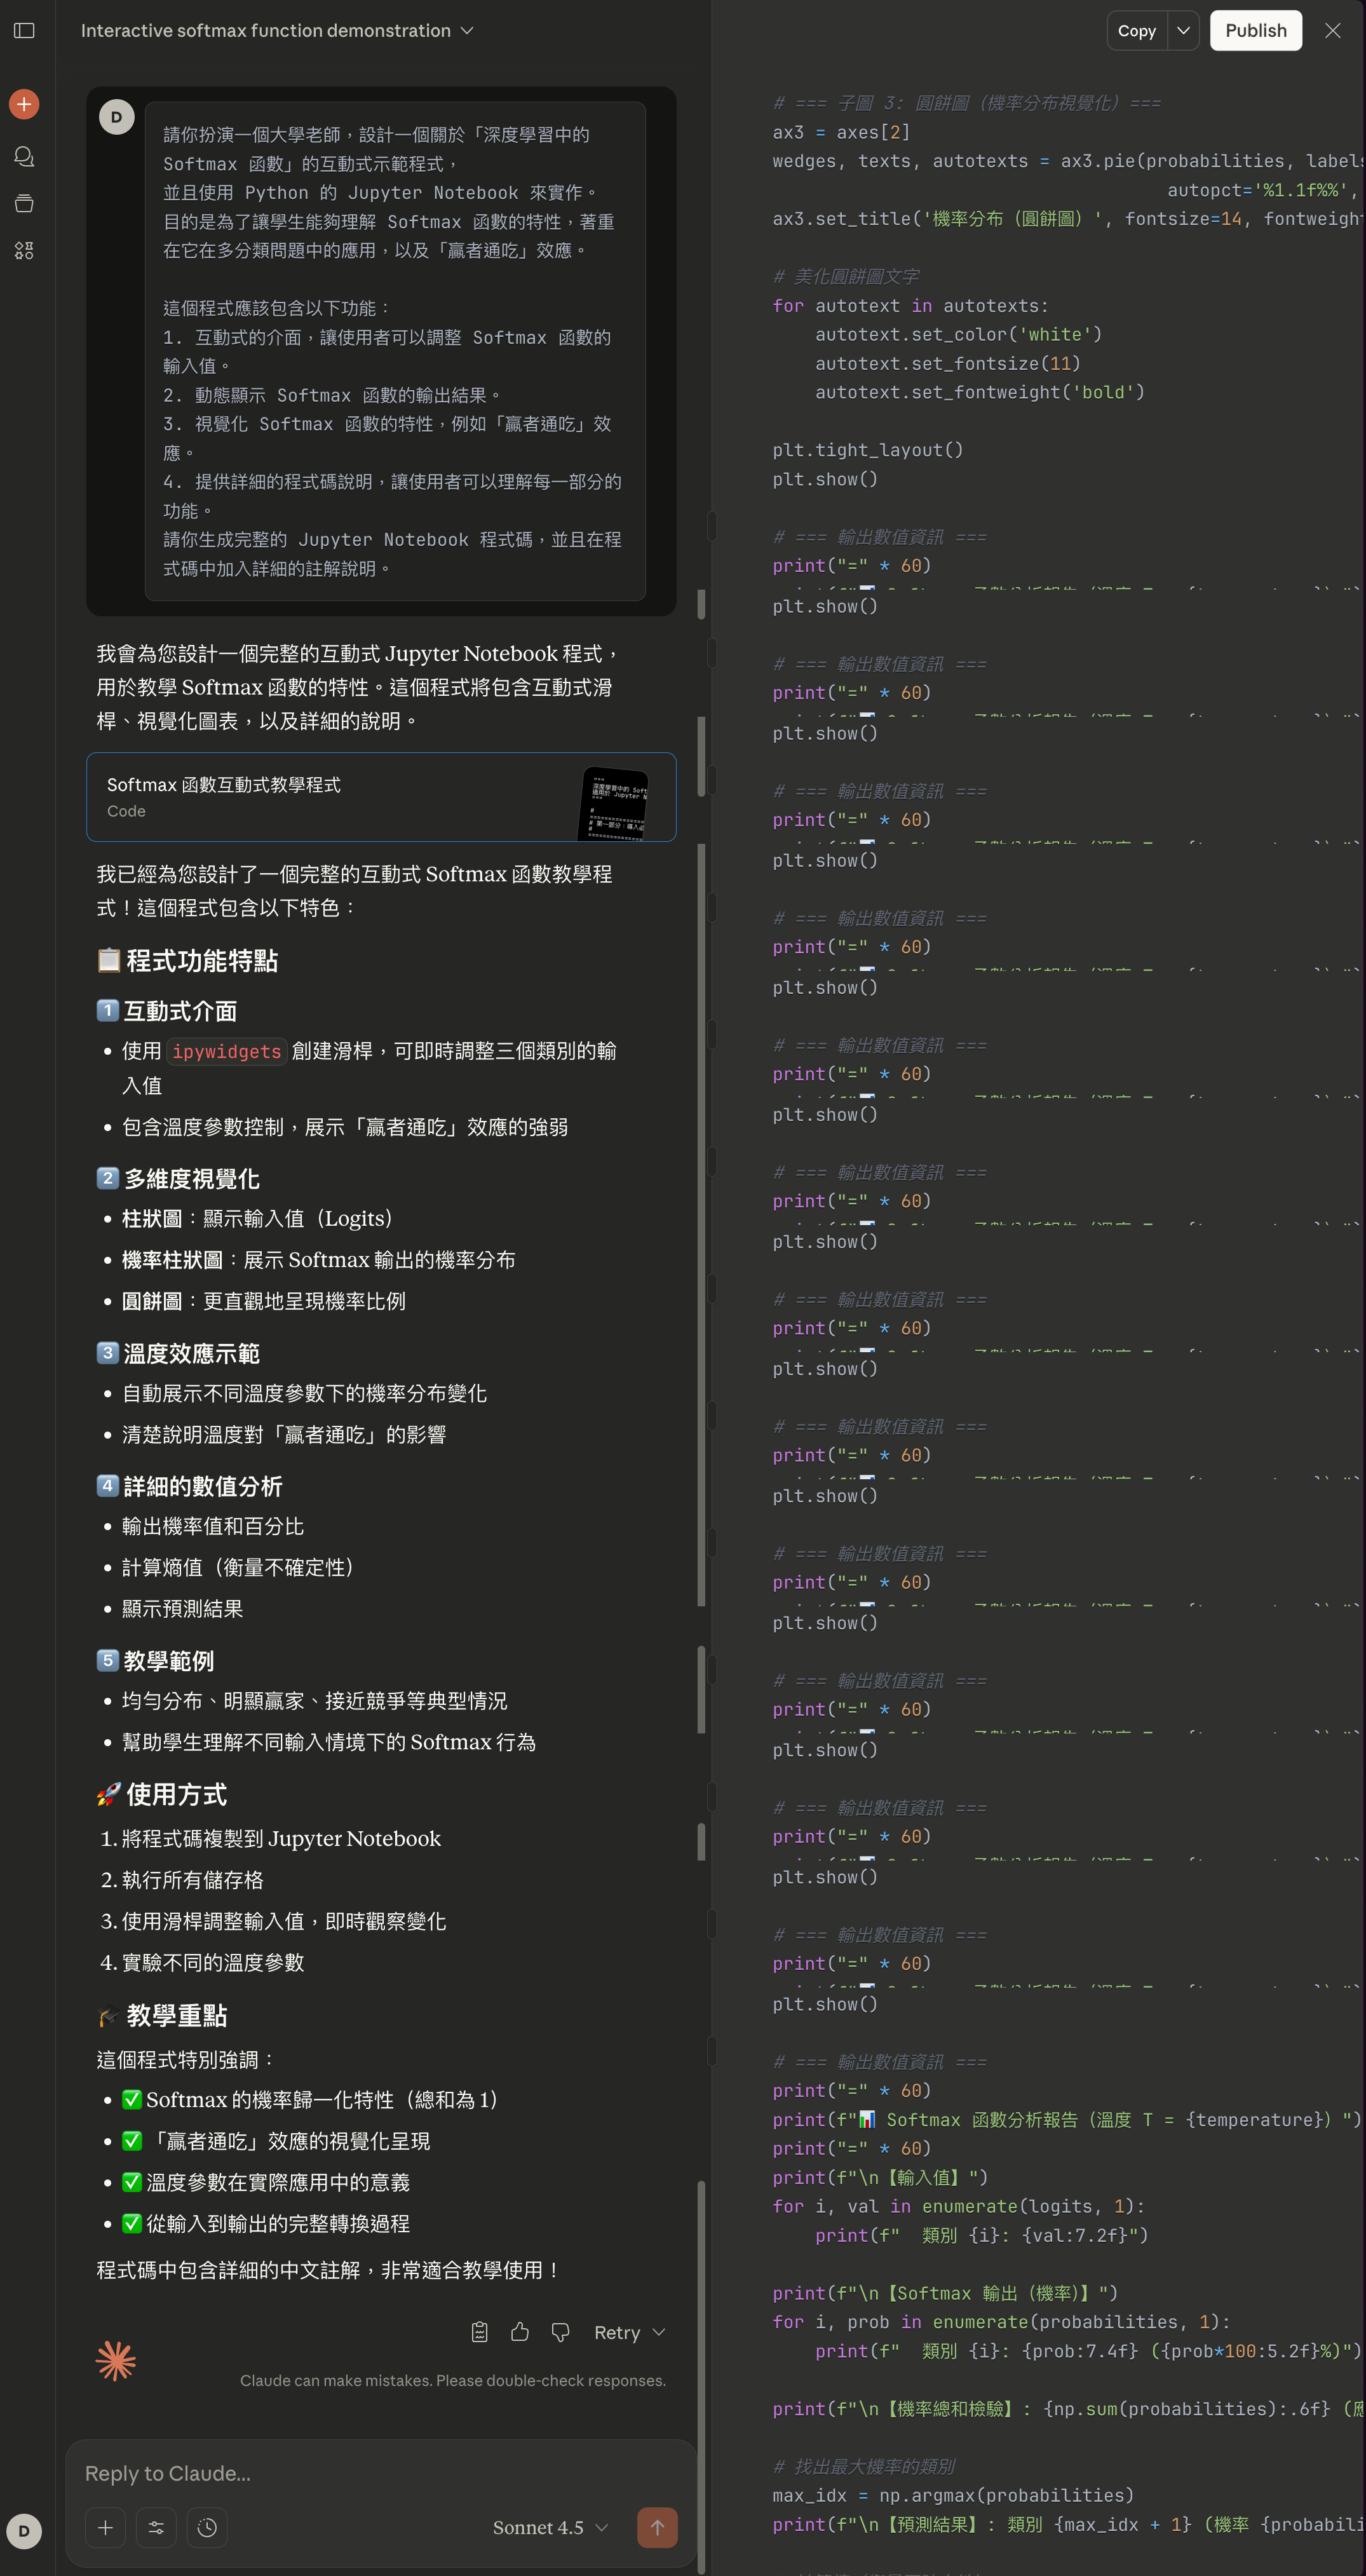 Interactive softmax function demonstration
D
請你扮演一個大學老師，設計一個關於「深度學習中的
Softmax 函數」的互動式示範程式，
並且使用 Python 的 Jupyter Notebook 來實作。
目的是為了讓學生能夠理解 Softmax 函數的特性，著重
在它在多分類問題中的應用，以及「贏者通吃」效應。
這個程式應該包含以下功能：
1. 互動式的介面，讓使用者可以調整 Softmax 函數的
輸入值。
2. 動態顯示 Softmax 函數的輸出結果。
3. 視覺化 Softmax 函數的特性，例如「贏者通吃」效
應。
4. 提供詳細的程式碼說明，讓使用者可以理解每一部分的
功能。
請你生成完整的 Jupyter Notebook 程式碼，並且在程
式碼中加入詳細的註解說明。
我會為您設計一個完整的互動式 Jupyter Notebook 程式，
用於教學 Softmax 函數的特性。這個程式將包含互動式滑
桿、視覺化圖表，以及詳細的說明。
Softmax 函數互動式教學程式
Code
我已經為您設計了一個完整的互動式 Softmax 函數教學程
式！這個程式包含以下特色：
📋 程式功能特點
1️⃣ 互動式介面
• 使用 ipywidgets 創建滑桿，可即時調整三個類別的輸
入值
• 包含溫度參數控制，展示「贏者通吃」效應的強弱
2️⃣ 多維度視覺化
• 柱狀圖：顯示輸入值（Logits）
• 機率柱狀圖：展示 Softmax 輸出的機率分布
• 圓餅圖：更直觀地呈現機率比例
3️⃣ 溫度效應示範
• 自動展示不同溫度參數下的機率分布變化
• 清楚說明溫度對「贏者通吃」的影響
4️⃣ 詳細的數值分析
• 輸出機率值和百分比
• 計算熵值（衡量不確定性）
• 顯示預測結果
5️⃣ 教學範例
• 均勻分布、明顯贏家、接近競爭等典型情況
• 幫助學生理解不同輸入情境下的 Softmax 行為
🚀 使用方式
1. 將程式碼複製到 Jupyter Notebook
2. 執行所有儲存格
3. 使用滑桿調整輸入值，即時觀察變化
4. 實驗不同的溫度參數
🎓 教學重點
這個程式特別強調：
• ✅ Softmax 的機率歸一化特性（總和為 1）
• ✅ 「贏者通吃」效應的視覺化呈現
• ✅ 溫度參數在實際應用中的意義
• ✅ 從輸入到輸出的完整轉換過程
程式碼中包含詳細的中文註解，非常適合教學使用！
Retry
Claude can make mistakes. Please double-check responses.
Reply to Claude...
Sonnet 4.5
D
Copy
Publish
# === 子圖 3: 圓餅圖（機率分布視覺化）===
ax3 = axes[2]
wedges, texts, autotexts = ax3.pie(probabilities, labels
autopct='%1.1f%%',
ax3.set_title('機率分布（圓餅圖）', fontsize=14, fontweight
# 美化圓餅圖文字
for autotext in autotexts:
autotext.set_color('white')
autotext.set_fontsize(11)
autotext.set_fontweight('bold')
plt.tight_layout()
plt.show()
# === 輸出數值資訊 ===
print("=" * 60)
plt.show()
# === 輸出數值資訊 ===
print("=" * 60)
plt.show()
# === 輸出數值資訊 ===
print("=" * 60)
plt.show()
# === 輸出數值資訊 ===
print("=" * 60)
plt.show()
# === 輸出數值資訊 ===
print("=" * 60)
plt.show()
# === 輸出數值資訊 ===
print("=" * 60)
plt.show()
# === 輸出數值資訊 ===
print("=" * 60)
plt.show()
# === 輸出數值資訊 ===
print("=" * 60)
plt.show()
# === 輸出數值資訊 ===
print("=" * 60)
plt.show()
# === 輸出數值資訊 ===
print("=" * 60)
plt.show()
# === 輸出數值資訊 ===
print("=" * 60)
plt.show()
# === 輸出數值資訊 ===
print("=" * 60)
plt.show()
# === 輸出數值資訊 ===
print("=" * 60)
print(f"📊 Softmax 函數分析報告（溫度 T = {temperature}）")
print("=" * 60)
print(f"\n【輸入值】")
for i, val in enumerate(logits, 1):
print(f"  類別 {i}: {val:7.2f}")
print(f"\n【Softmax 輸出（機率）】")
for i, prob in enumerate(probabilities, 1):
print(f"  類別 {i}: {prob:7.4f} ({prob*100:5.2f}%)")
print(f"\n【機率總和檢驗】: {np.sum(probabilities):.6f} (應
# 找出最大機率的類別
max_idx = np.argmax(probabilities)
print(f"\n【預測結果】: 類別 {max_idx + 1} (機率 {probabili